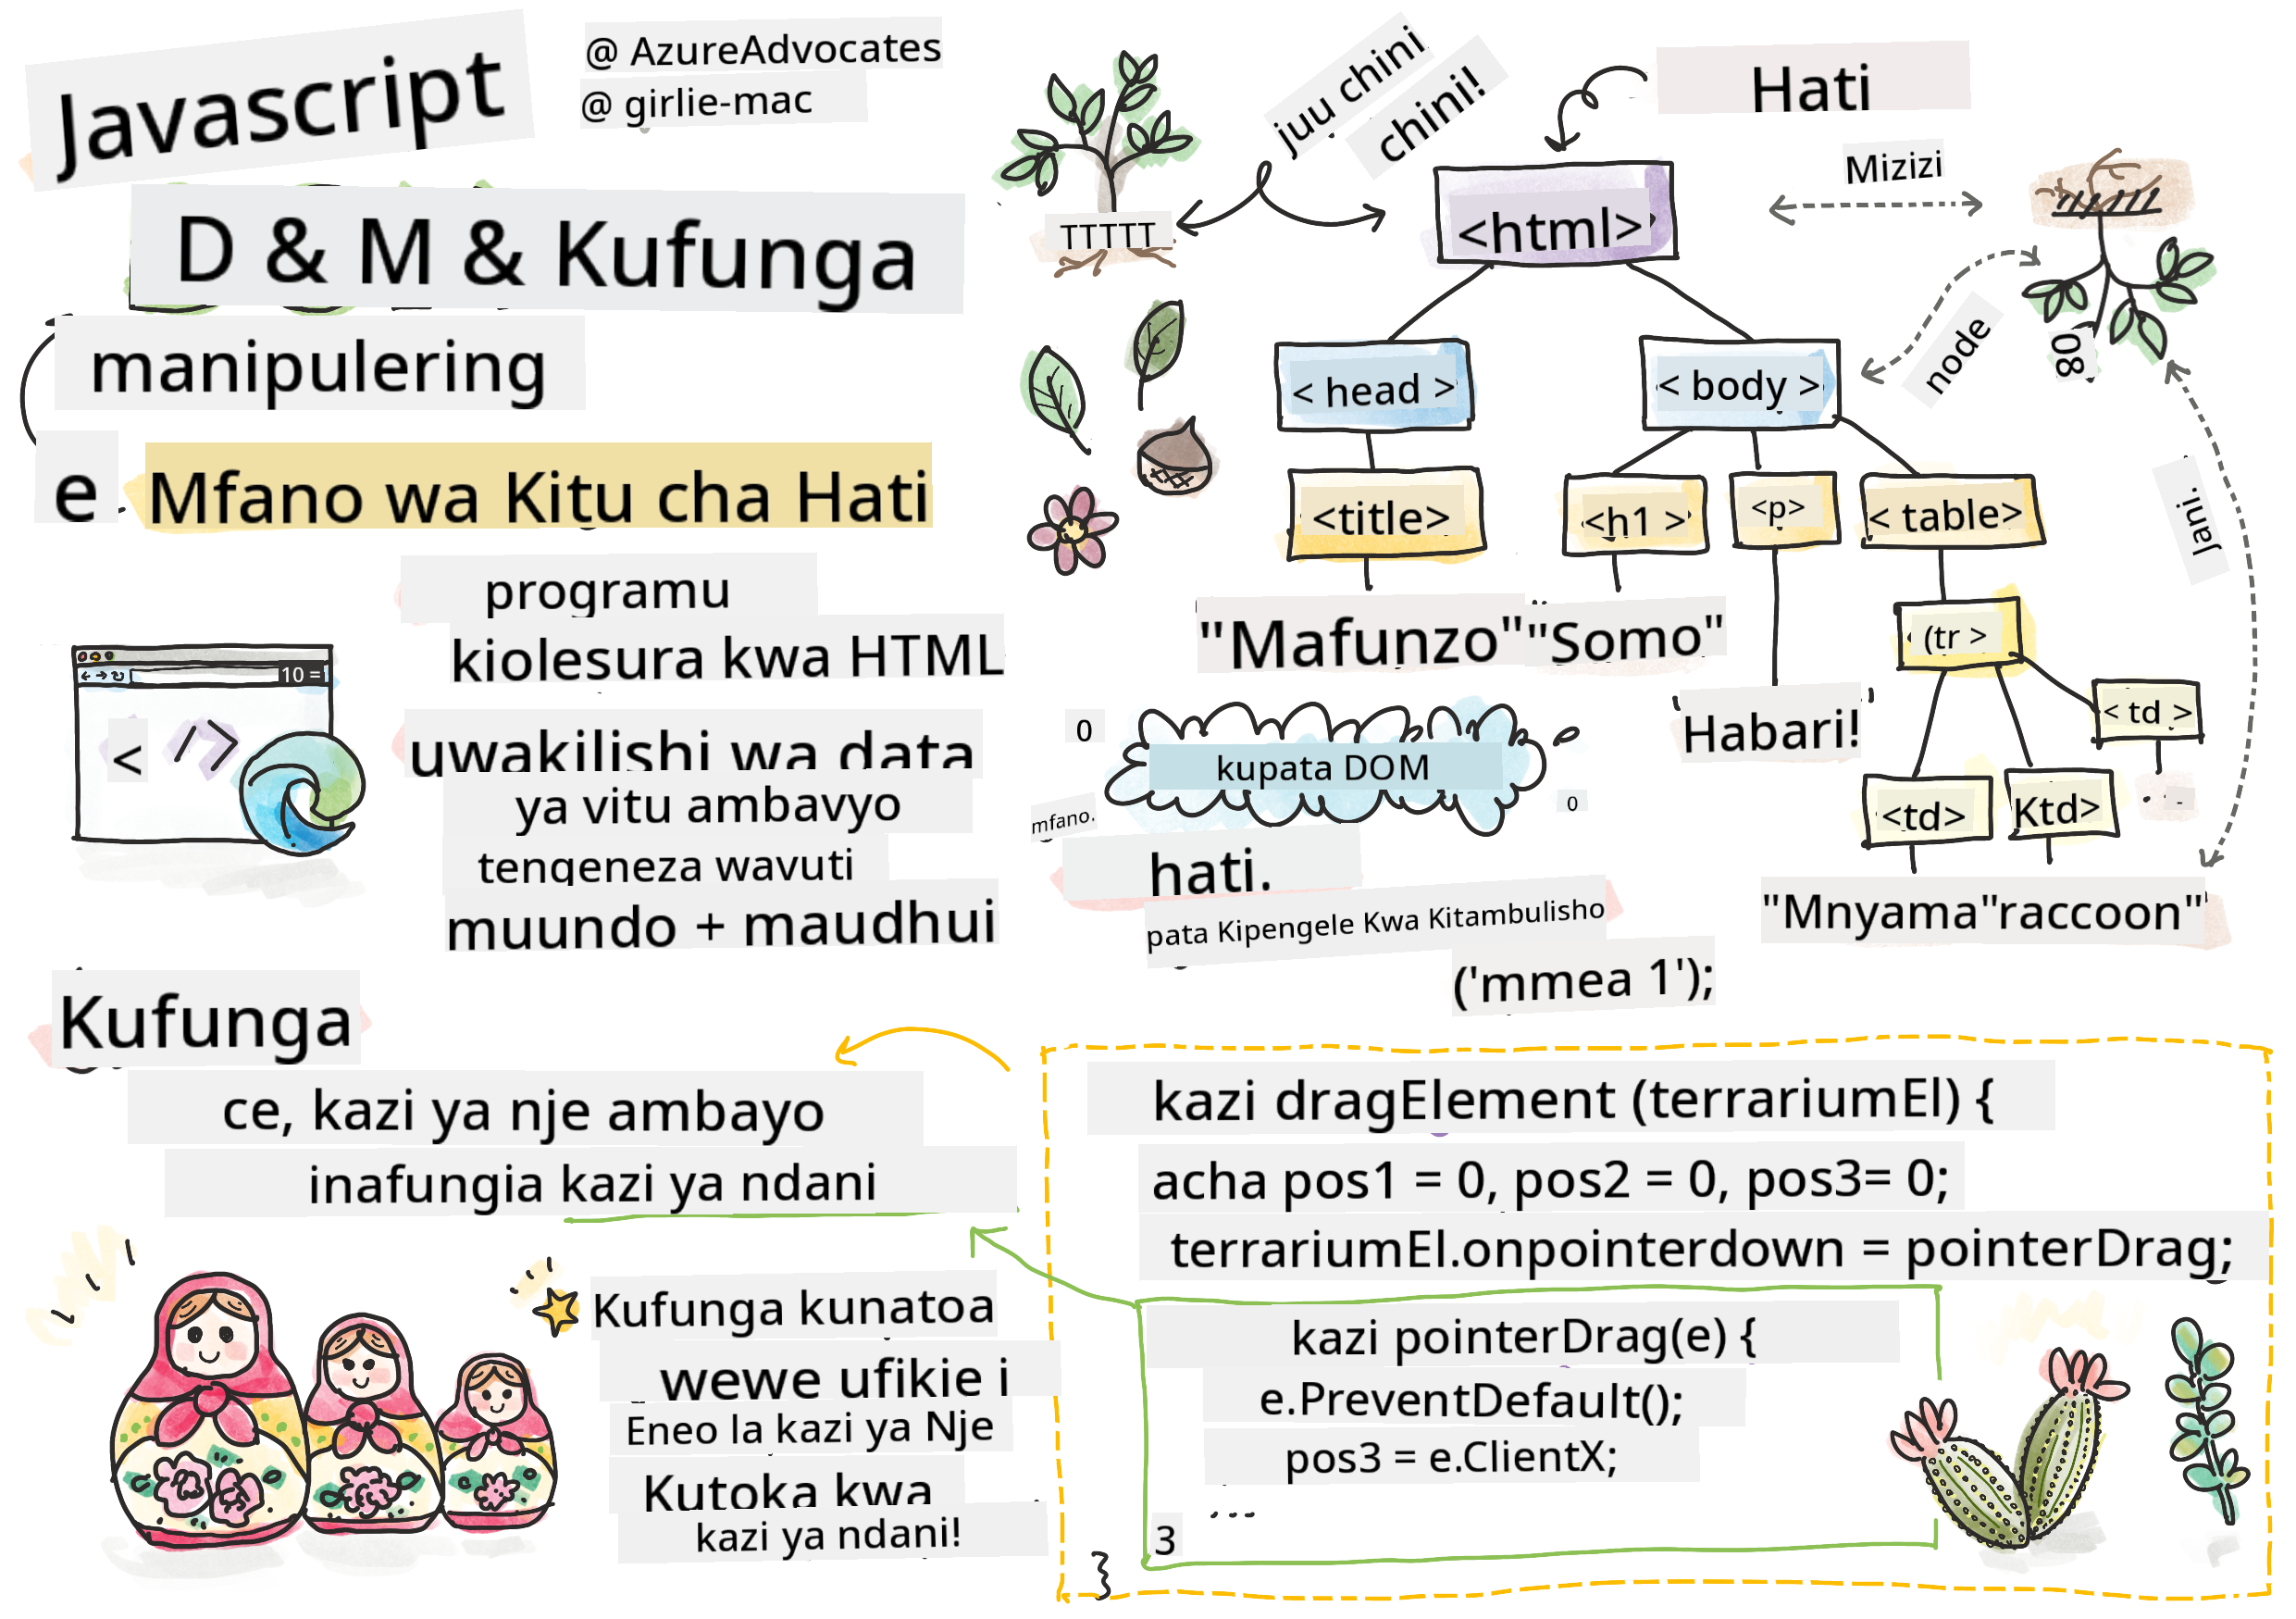 Javascript
@ AzureAdvocates
@ girlie-mac
D & M & Kufunga
manipulering
e
Mfano wa Kitu cha Hati
programu
kiolesura kwa HTML
uwakilishi wa data
ya vitu ambavyo
tengeneza wavuti
muundo + maudhui
10 =
< />
juu chini
chini!
TTTTT
Hati
Mizizi
node
80
Jani.
<html>
< head >
< body >
<title>
<h1 >
<p>
< table>
"Mafunzo"
"Somo"
"Habari!"
(tr >
< td >
<td>
Ktd>
"Mnyama"
raccoon"
0
kupata DOM
0
mfano.
hati.
pata Kipengele Kwa Kitambulisho
('mmea 1');
Kufunga
ce, kazi ya nje ambayo
inafungia kazi ya ndani
Kufunga kunatoa
wewe ufikie i
Eneo la kazi ya Nje
Kutoka kwa
kazi ya ndani!
kazi dragElement (terrariumEl) {
acha pos1 = 0, pos2 = 0, pos3= 0;
terrariumEl.onpointerdown = pointerDrag;
kazi pointerDrag(e) {
e.PreventDefault();
pos3 = e.ClientX;
...
3
}